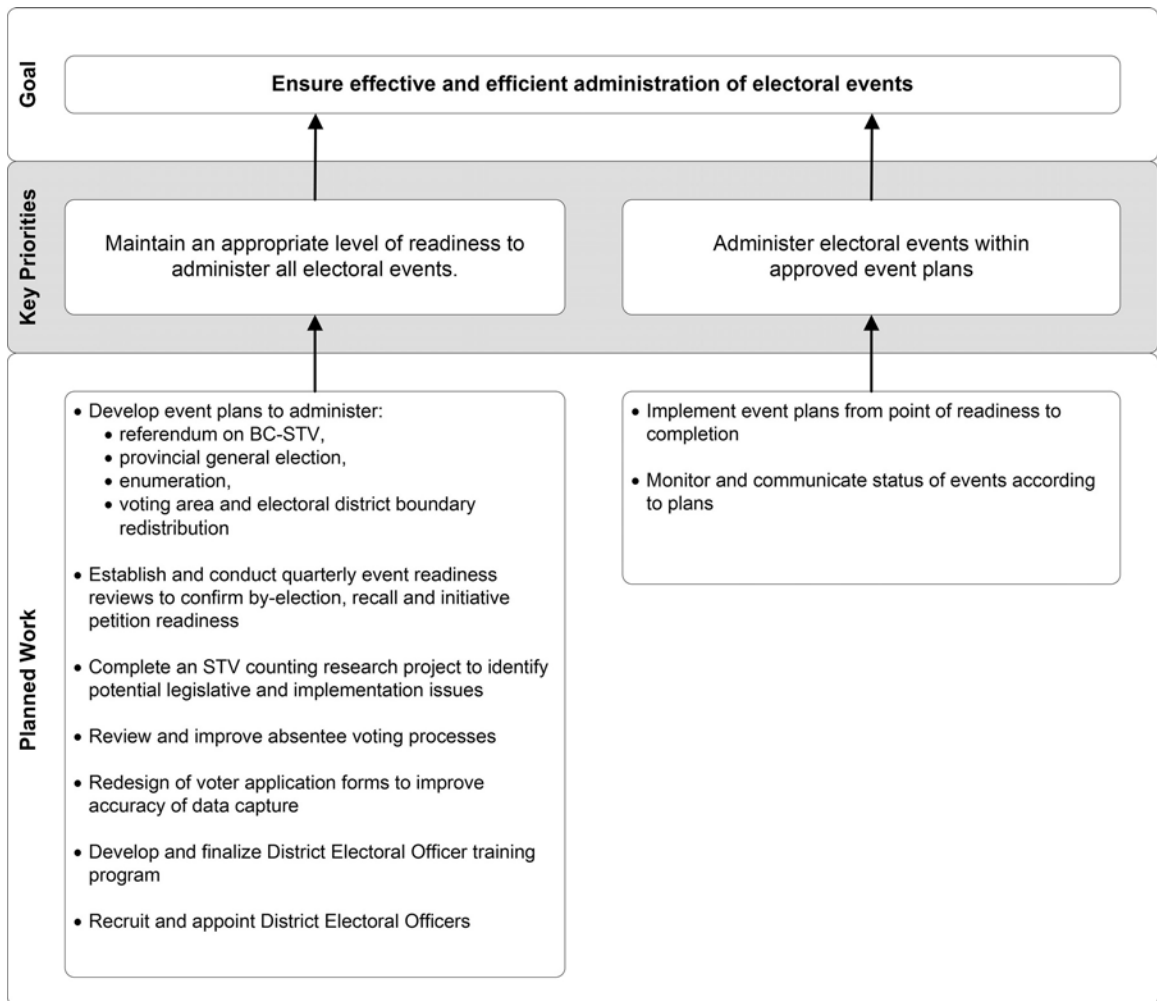 Goal
Ensure effective and efficient administration of electoral events
Key Priorities
Maintain an appropriate level of readiness to
administer all electoral events.
Administer electoral events within
approved event plans
Planned Work
• Develop event plans to administer:
• referendum on BC-STV,
• provincial general election,
• enumeration,
• voting area and electoral district boundary
redistribution
• Establish and conduct quarterly event readiness
reviews to confirm by-election, recall and initiative
petition readiness
• Complete an STV counting research project to identify
potential legislative and implementation issues
• Review and improve absentee voting processes
• Redesign of voter application forms to improve
accuracy of data capture
• Develop and finalize District Electoral Officer training
program
• Recruit and appoint District Electoral Officers
• Implement event plans from point of readiness to
completion
• Monitor and communicate status of events according
to plans